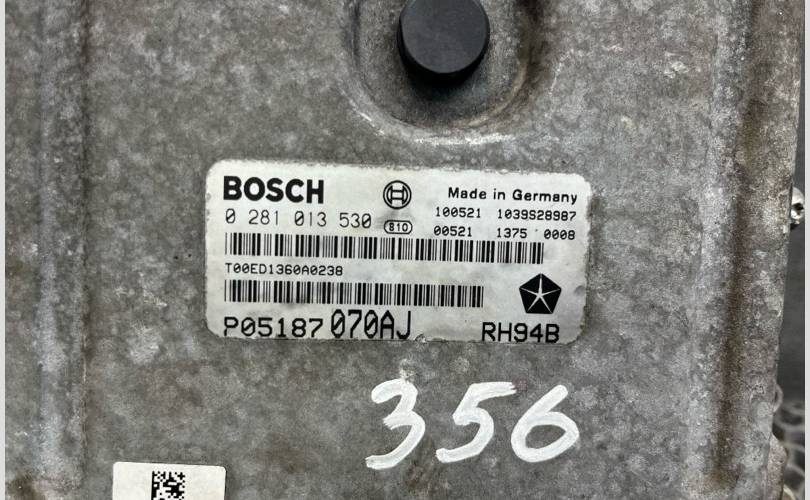 BOSCH Made in Germany
0 281 013 530 810 100521 1039S28987
00521 1375 0008
T00ED1360A0238
P05187070AJ RH94B
356